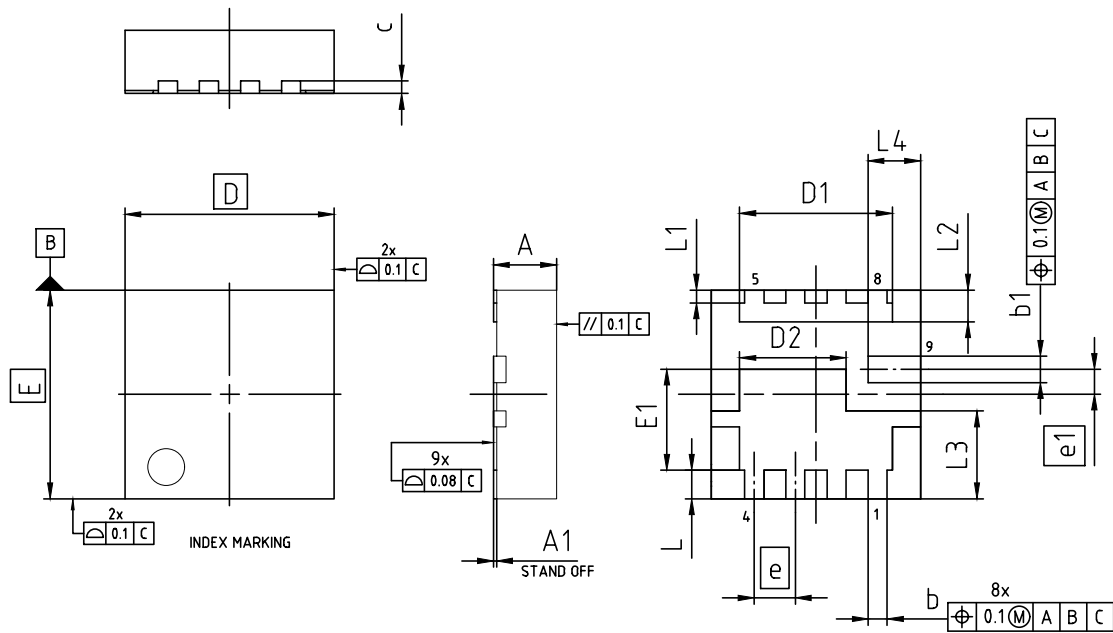 c
D
B
2x
⌓ 0.1 C
E
2x
⌓ 0.1 C
INDEX MARKING
A
// 0.1 C
9x
⌓ 0.08 C
A1
STAND OFF
L4
D1
L1
L2
5
8
D2
9
E1
L3
L
4
1
e
b
8x
⌖ 0.1 Ⓜ A B C
b1
⌖ 0.1 Ⓜ A B C
e1